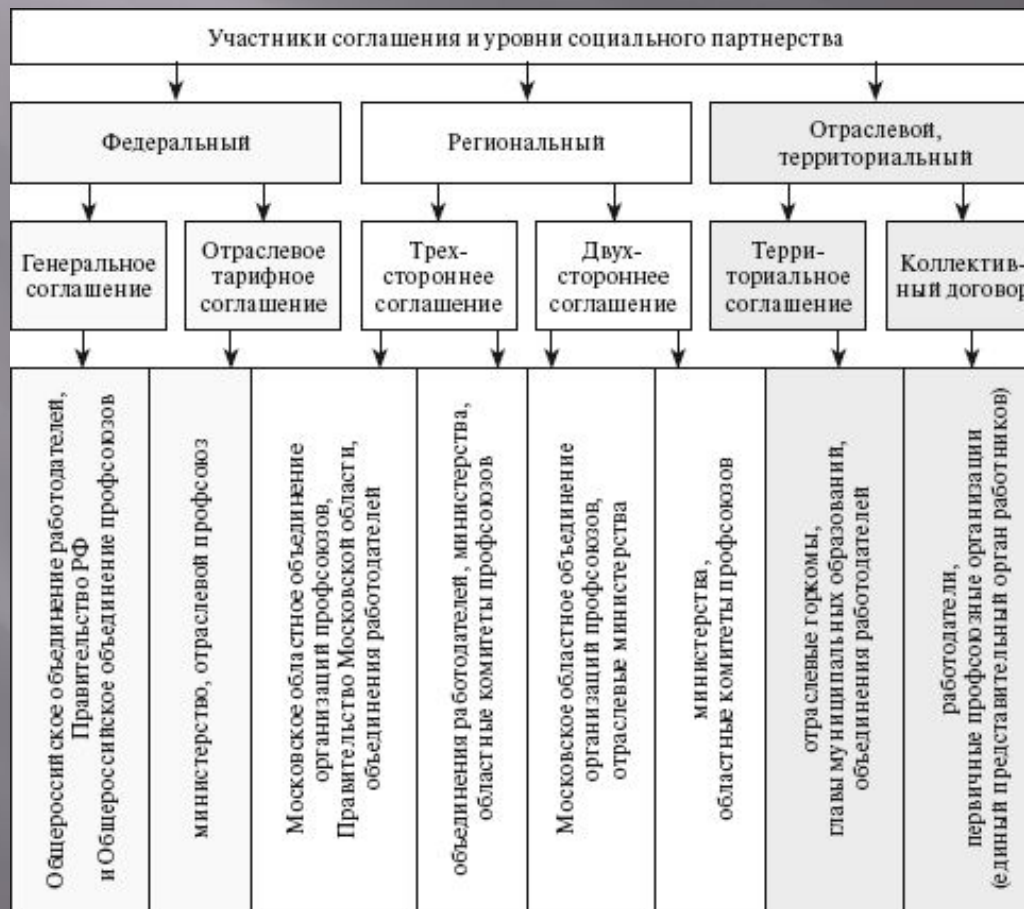 Участники соглашения и уровни социального партнерства
Федеральный
Региональный
Отраслевой,
территориальный
Генеральное
соглашение
Отраслевое
тарифное
соглашение
Трех-
стороннее
соглашение
Двух-
стороннее
соглашение
Терри-
ториальное
соглашение
Коллектив-
ный договор
Общероссийское объединение работодателей,
Правительство РФ
и Общероссийское объединение профсоюзов
министерство, отраслевой профсоюз
Московское областное объединение
организаций профсоюзов,
Правительство Московской области,
объединения работодателей
объединения работодателей, министерства,
областные комитеты профсоюзов
Московское областное объединение
организаций профсоюзов,
отраслевые министерства
министерства,
областные комитеты профсоюзов
отраслевые горкомы,
главы муниципальных образований,
объединения работодателей
работодатели,
первичные профсоюзные организации
(единый представительный орган работников)